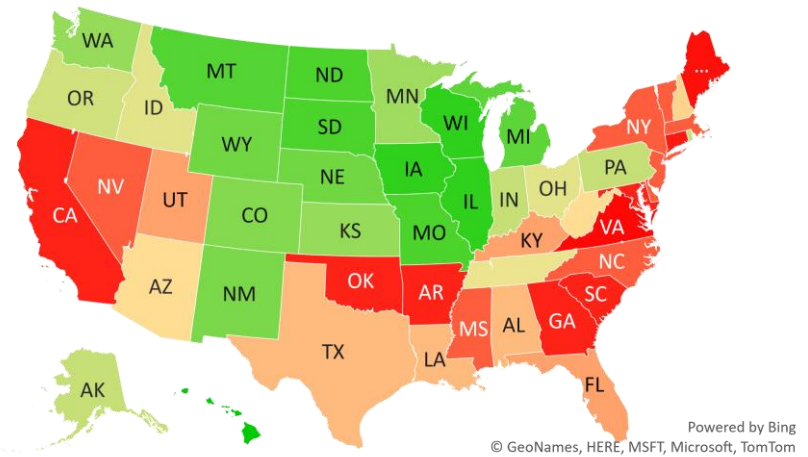 WA
MT
ND
MN
...
OR
ID
SD
WI
MI
NY
WY
IA
PA
NE
IL
IN
OH
NV
UT
CO
KS
MO
KY
VA
CA
NC
AZ
NM
OK
AR
SC
MS
AL
GA
TX
LA
FL
AK
Powered by Bing
© GeoNames, HERE, MSFT, Microsoft, TomTom